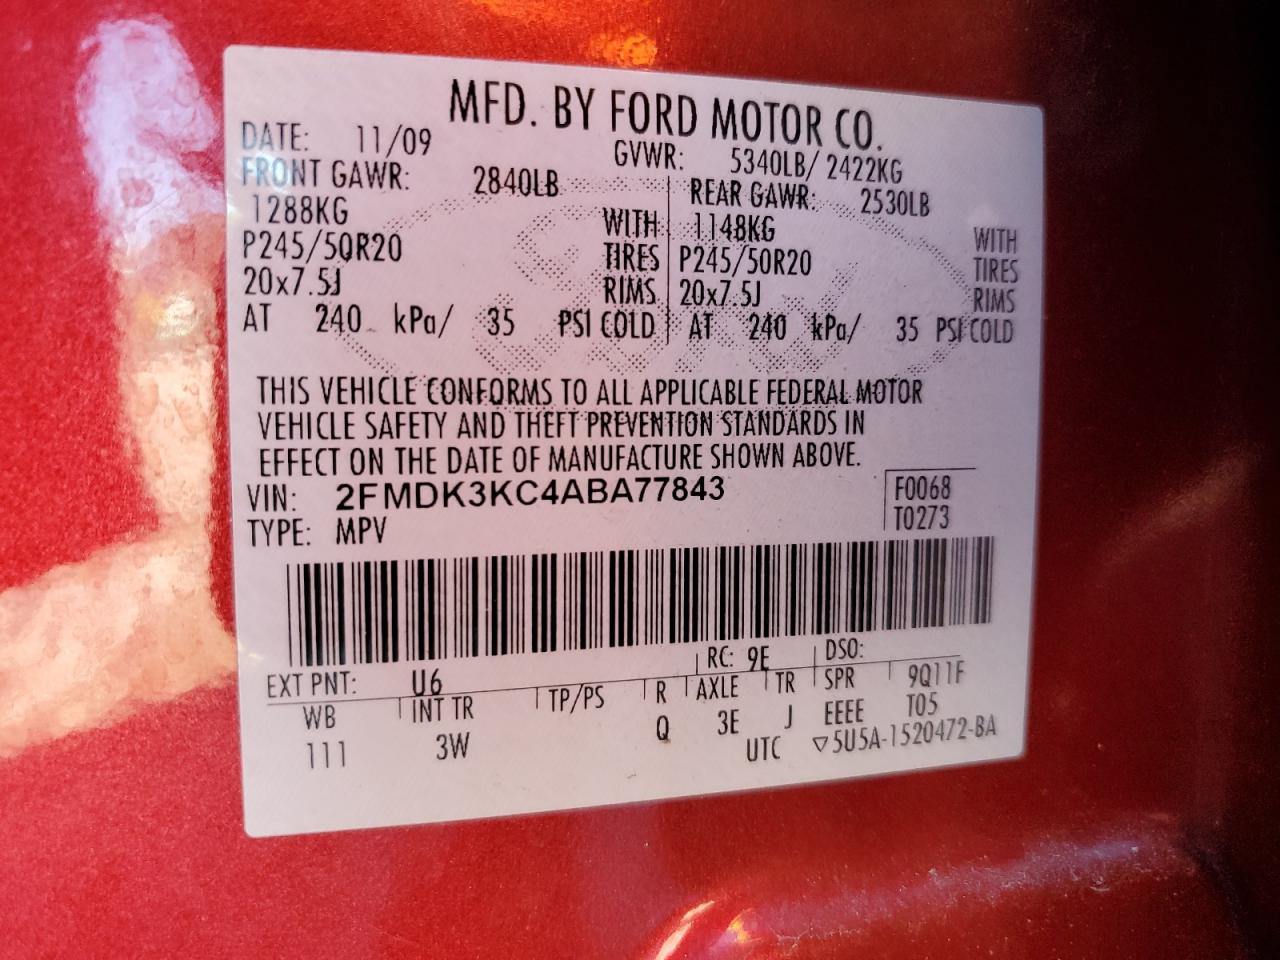 MFD. BY FORD MOTOR CO.
DATE: 11/09 GVWR: 5340LB/ 2422KG
FRONT GAWR: 2840LB REAR GAWR: 2530LB
1288KG WITH 1148KG WITH
P245/50R20 TIRES P245/50R20 TIRES
20x7.5J RIMS 20x7.5J RIMS
AT 240 kPa/ 35 PSI COLD AT 240 kPa/ 35 PSI COLD
THIS VEHICLE CONFORMS TO ALL APPLICABLE FEDERAL MOTOR
VEHICLE SAFETY AND THEFT PREVENTION STANDARDS IN
EFFECT ON THE DATE OF MANUFACTURE SHOWN ABOVE.
VIN: 2FMDK3KC4ABA77843 F0068
TYPE: MPV T0273
EXT PNT: U6 RC: 9E DSO:
WB INT TR TP/PS R AXLE TR SPR 9Q11F
111 3W Q 3E J EEEE T05
UTC ▽5U5A-1520472-BA